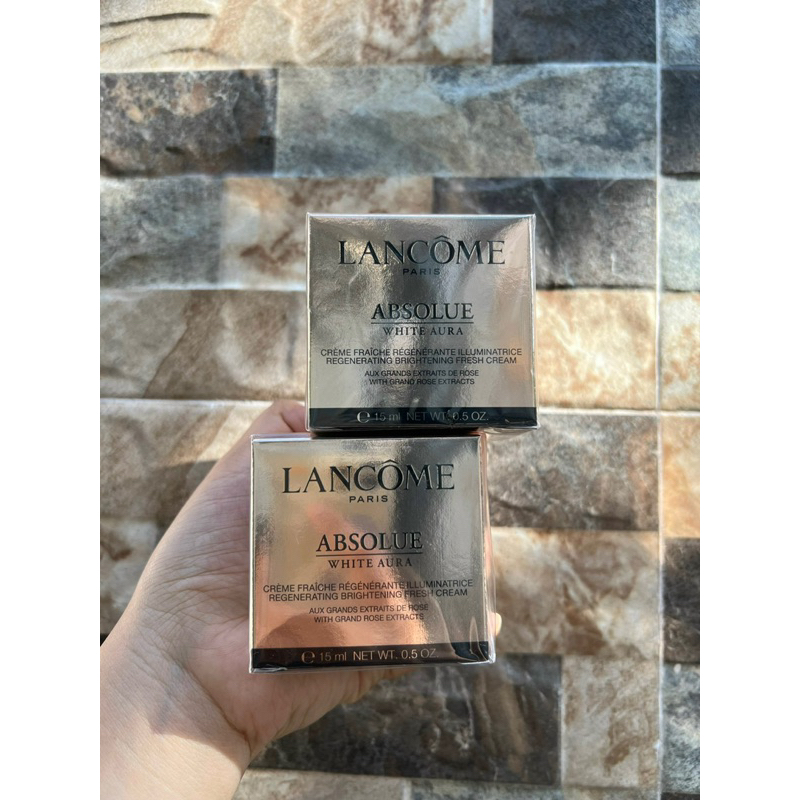 LANCÔME
PARIS
ABSOLUE
WHITE AURA
CRÈME FRAÎCHE RÉGÉNÉRANTE ILLUMINATRICE
REGENERATING BRIGHTENING FRESH CREAM
AUX GRANDS EXTRAITS DE ROSE
WITH GRAND ROSE EXTRACTS
℮ 15 ml NET WT. 0.5 OZ.
LANCÔME
PARIS
ABSOLUE
WHITE AURA
CRÈME FRAÎCHE RÉGÉNÉRANTE ILLUMINATRICE
REGENERATING BRIGHTENING FRESH CREAM
AUX GRANDS EXTRAITS DE ROSE
WITH GRAND ROSE EXTRACTS
℮ 15 ml NET WT. 0.5 OZ.